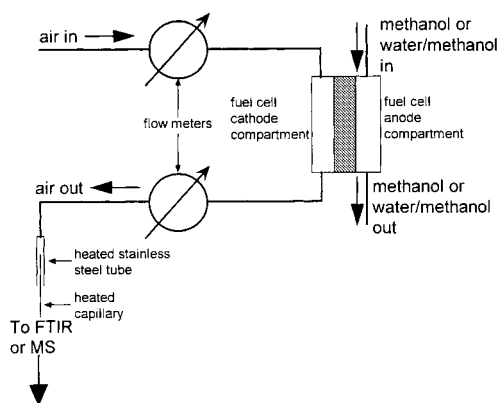 air in
methanol or
water/methanol
in
fuel cell
cathode
compartment
fuel cell
anode
compartment
flow meters
air out
methanol or
water/methanol
out
heated stainless
steel tube
heated
capillary
To FTIR
or MS